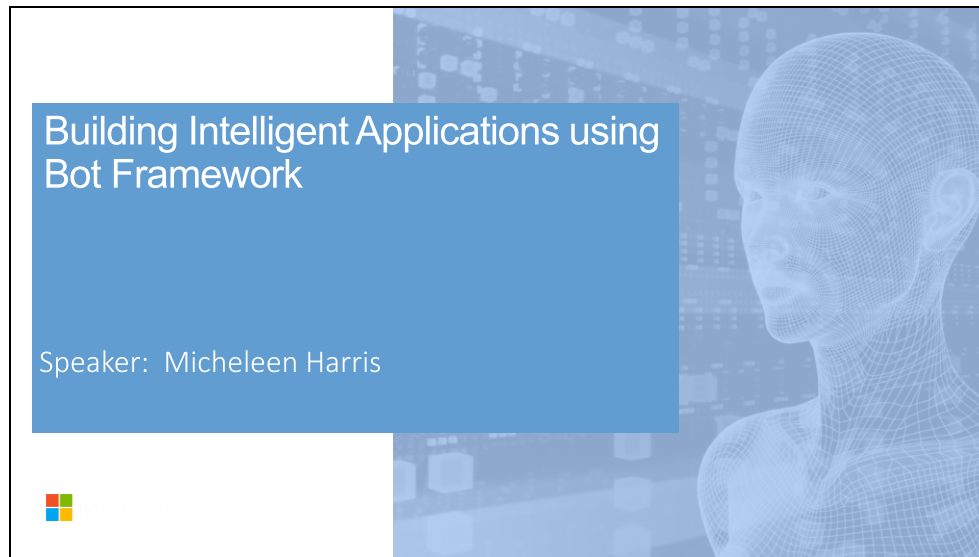 Building Intelligent Applications using
Bot Framework
Speaker: Micheleen Harris